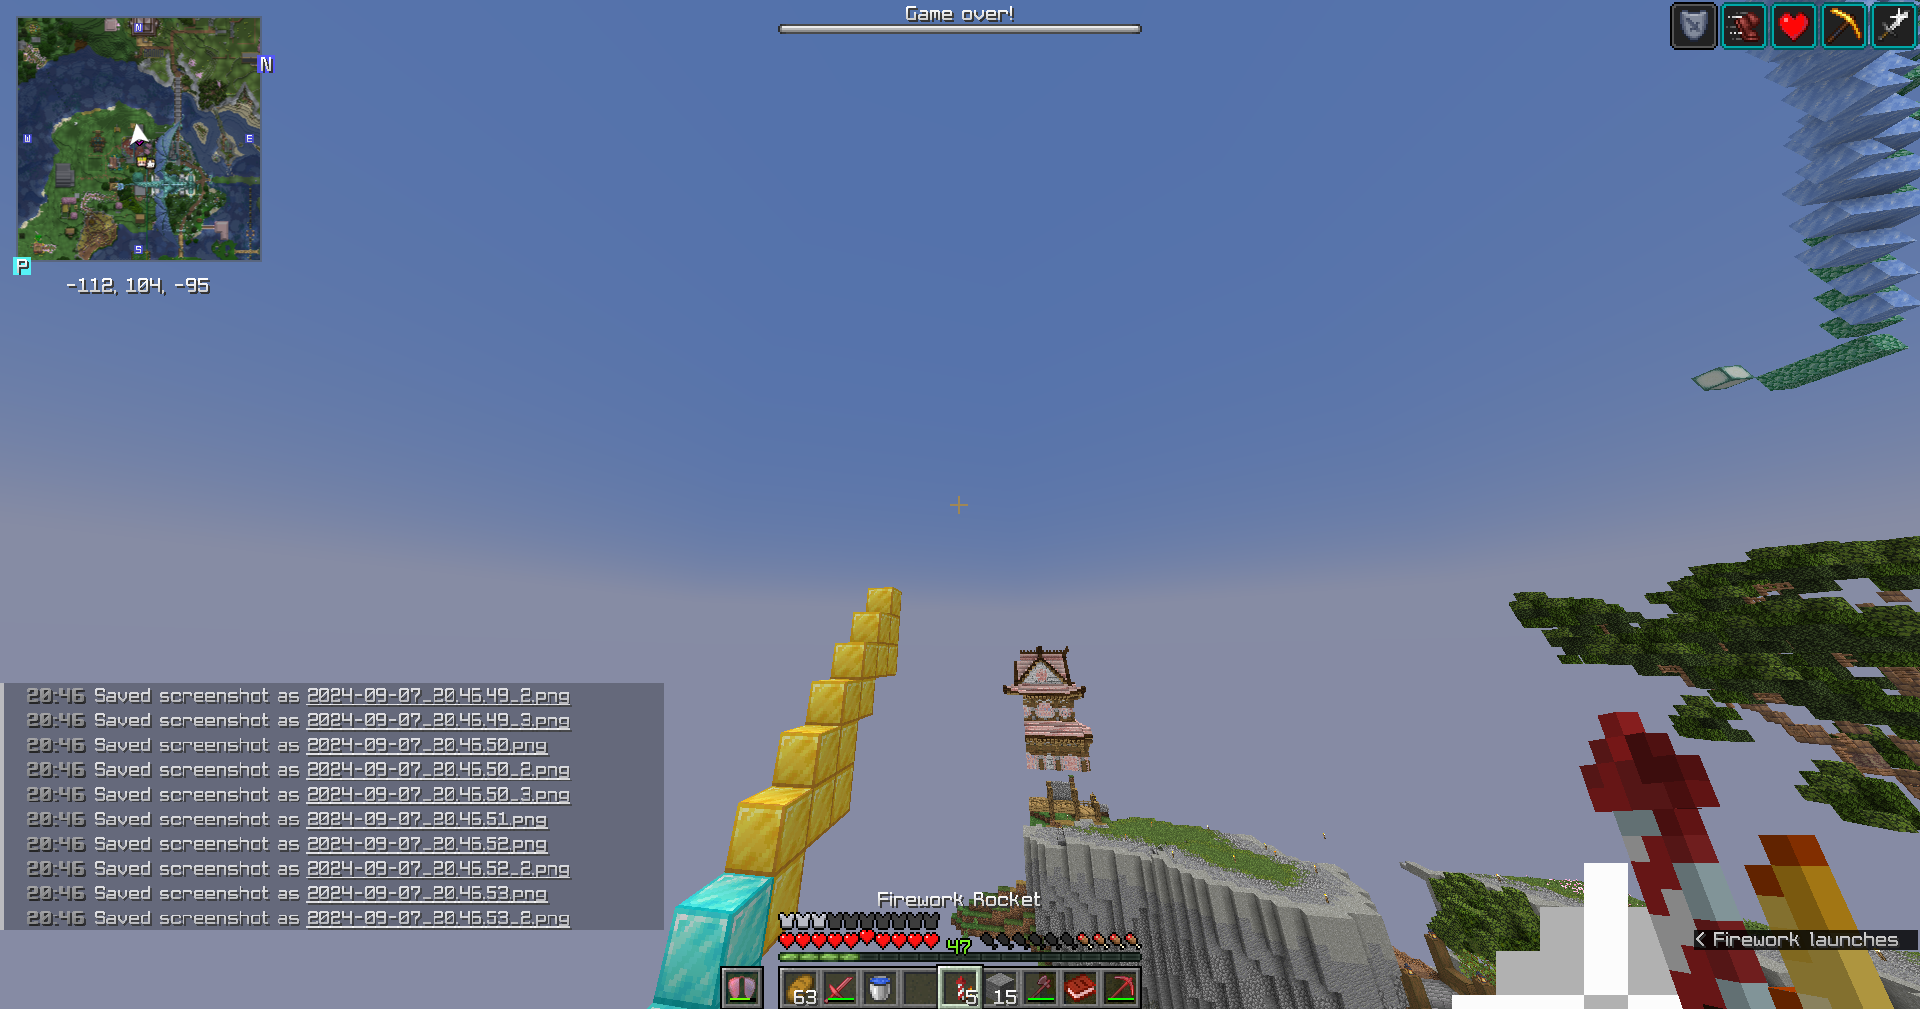 Game over!
N
N
W
E
S
P
-112, 104, -95
20:46 Saved screenshot as 2024-09-07_20.46.49_2.png
20:46 Saved screenshot as 2024-09-07_20.46.49_3.png
20:46 Saved screenshot as 2024-09-07_20.46.50.png
20:46 Saved screenshot as 2024-09-07_20.46.50_2.png
20:46 Saved screenshot as 2024-09-07_20.46.50_3.png
20:46 Saved screenshot as 2024-09-07_20.46.51.png
20:46 Saved screenshot as 2024-09-07_20.46.52.png
20:46 Saved screenshot as 2024-09-07_20.46.52_2.png
20:46 Saved screenshot as 2024-09-07_20.46.53.png
20:46 Saved screenshot as 2024-09-07_20.46.53_2.png
Firework Rocket
< Firework launches
47
63
5
15